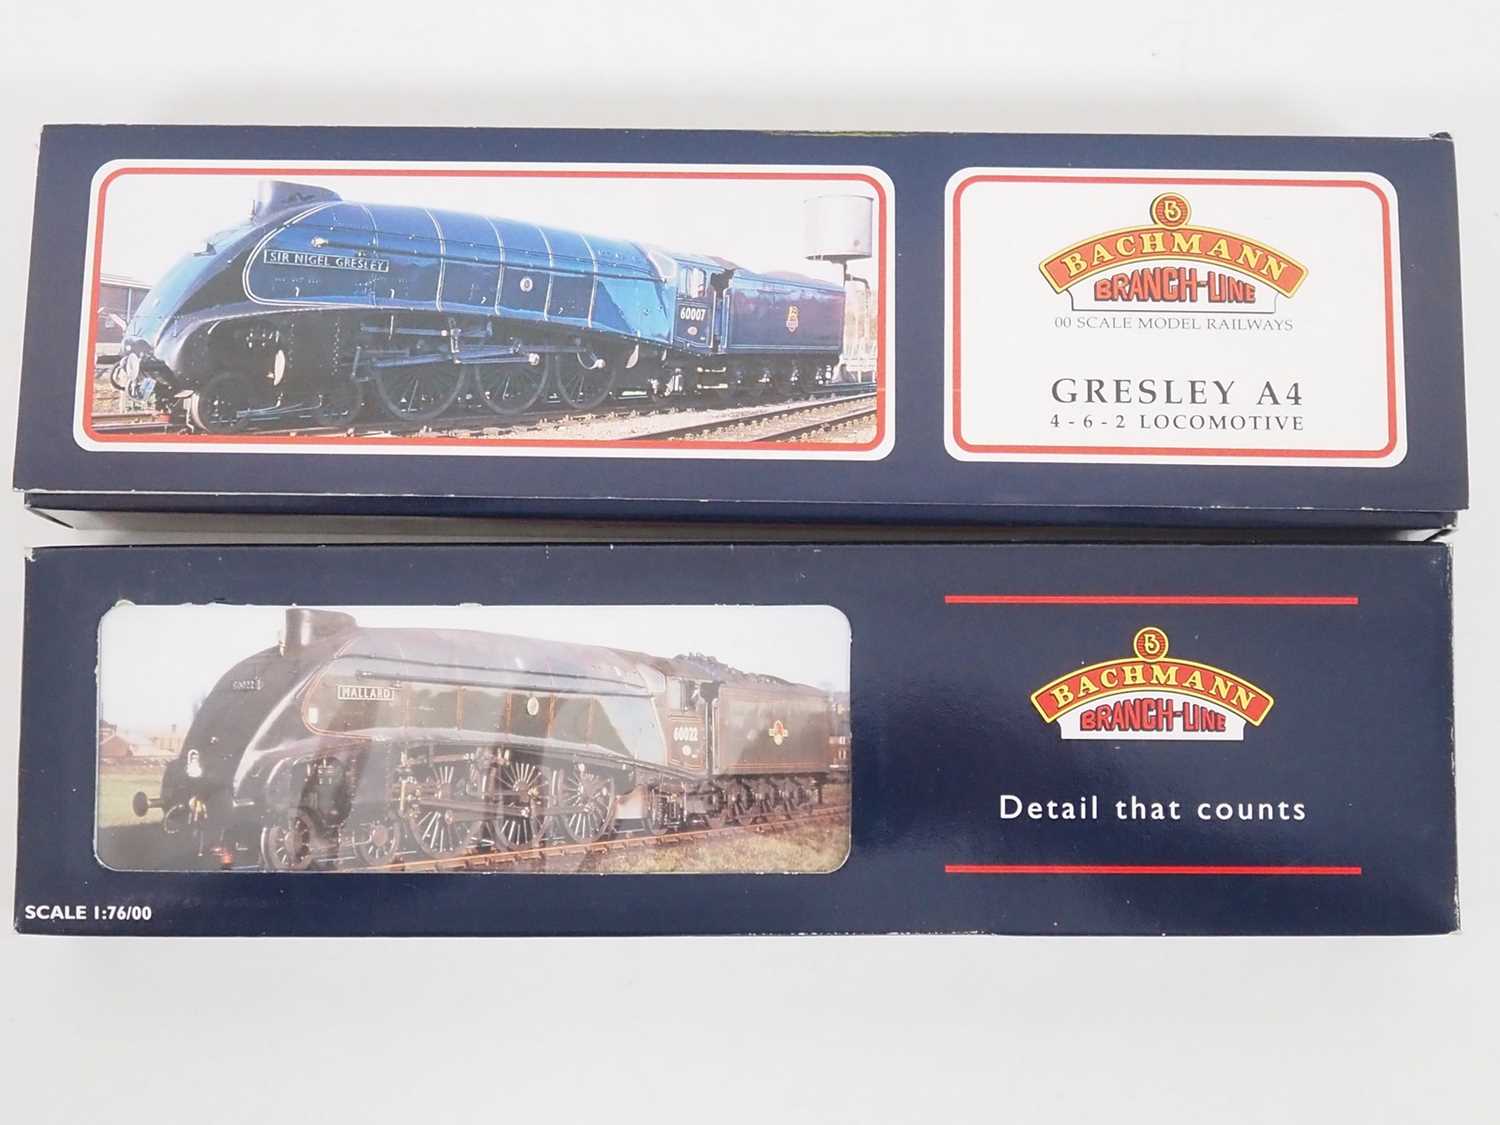 SIR NIGEL GRESLEY
60007
BACHMANN
BRANCH-LINE
00 SCALE MODEL RAILWAYS
GRESLEY A4
4-6-2 LOCOMOTIVE
60022
MALLARD
60022
BACHMANN
BRANCH-LINE
Detail that counts
SCALE 1:76/00